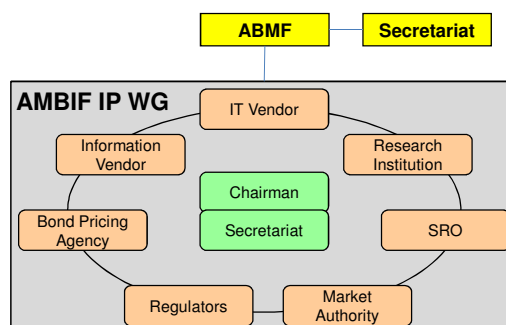 ABMF
Secretariat
AMBIF IP WG
IT Vendor
Information
Vendor
Research
Institution
Chairman
Bond Pricing
Agency
Secretariat
SRO
Regulators
Market
Authority